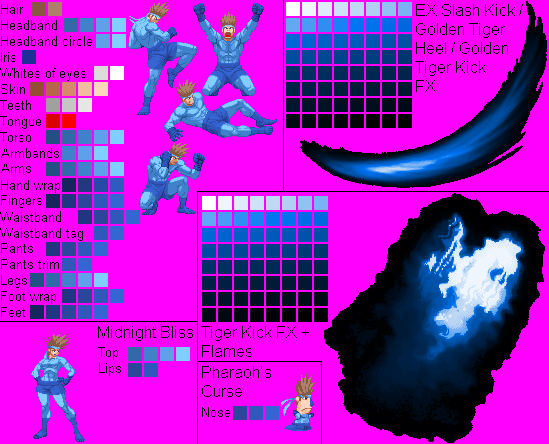 Hair
Headband
Headband circle
Iris
Whites of eyes
Skin
Teeth
Tongue
Torso
Armbands
Arms
Hand wrap
Fingers
Waistband
Waistband tag
Pants
Pants trim
Legs
Foot wrap
Feet
EX Slash Kick /
Golden Tiger
Heel / Golden
Tiger Kick
FX
Midnight Bliss
Top
Lips
Tiger Kick FX +
Flames
Pharaoh's
Curse
Nose